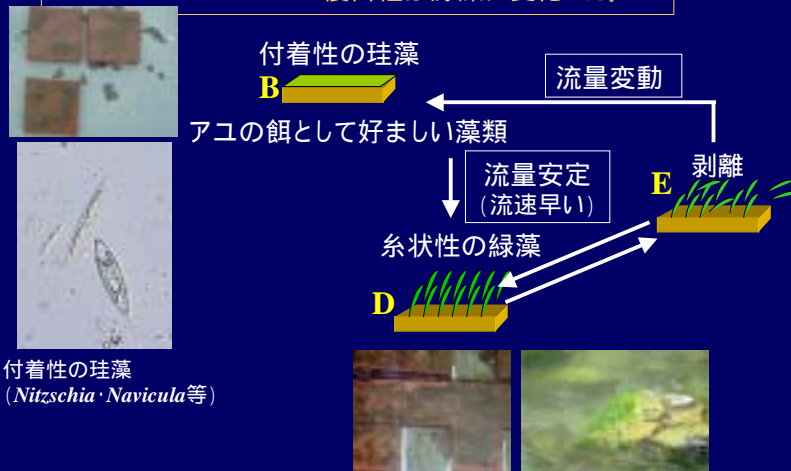 付着性の珪藻
B
流量変動
アユの餌として好ましい藻類
流量安定
(流速早い)
剥離
E
糸状性の緑藻
D
付着性の珪藻
(Nitzschia・Navicula等)